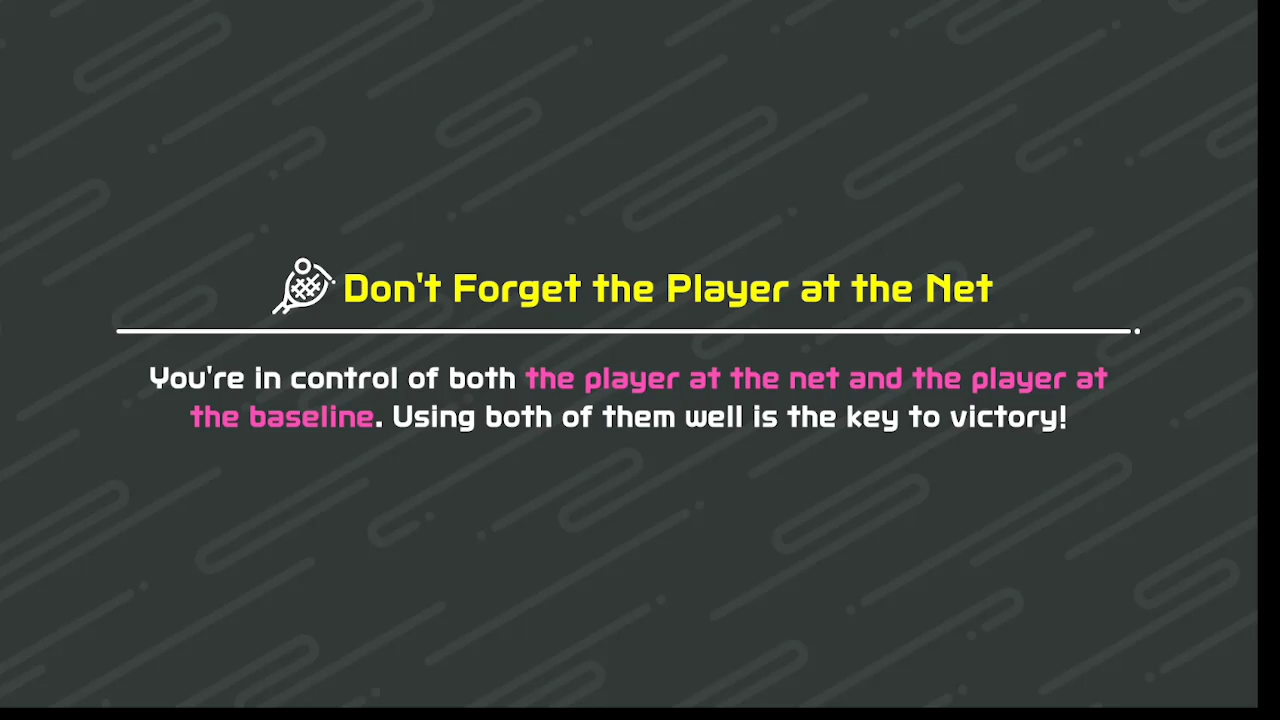 Don't Forget the Player at the Net
You're in control of both the player at the net and the player at
the baseline. Using both of them well is the key to victory!